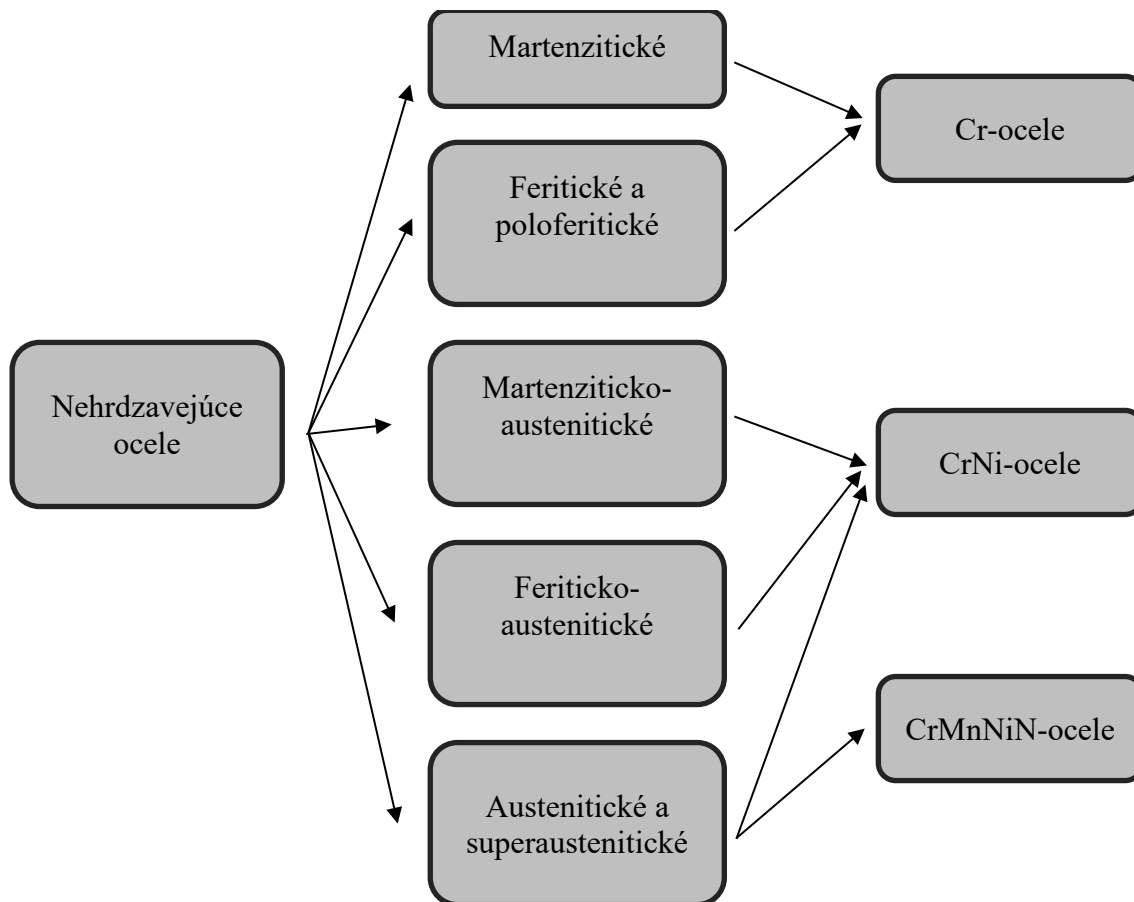 Martenzitické
Cr-ocele
Feritické a
poloferitické
Nehrdzavejúce
ocele
Martenziticko-
austenitické
CrNi-ocele
Feriticko-
austenitické
CrMnNiN-ocele
Austenitické a
superaustenitické